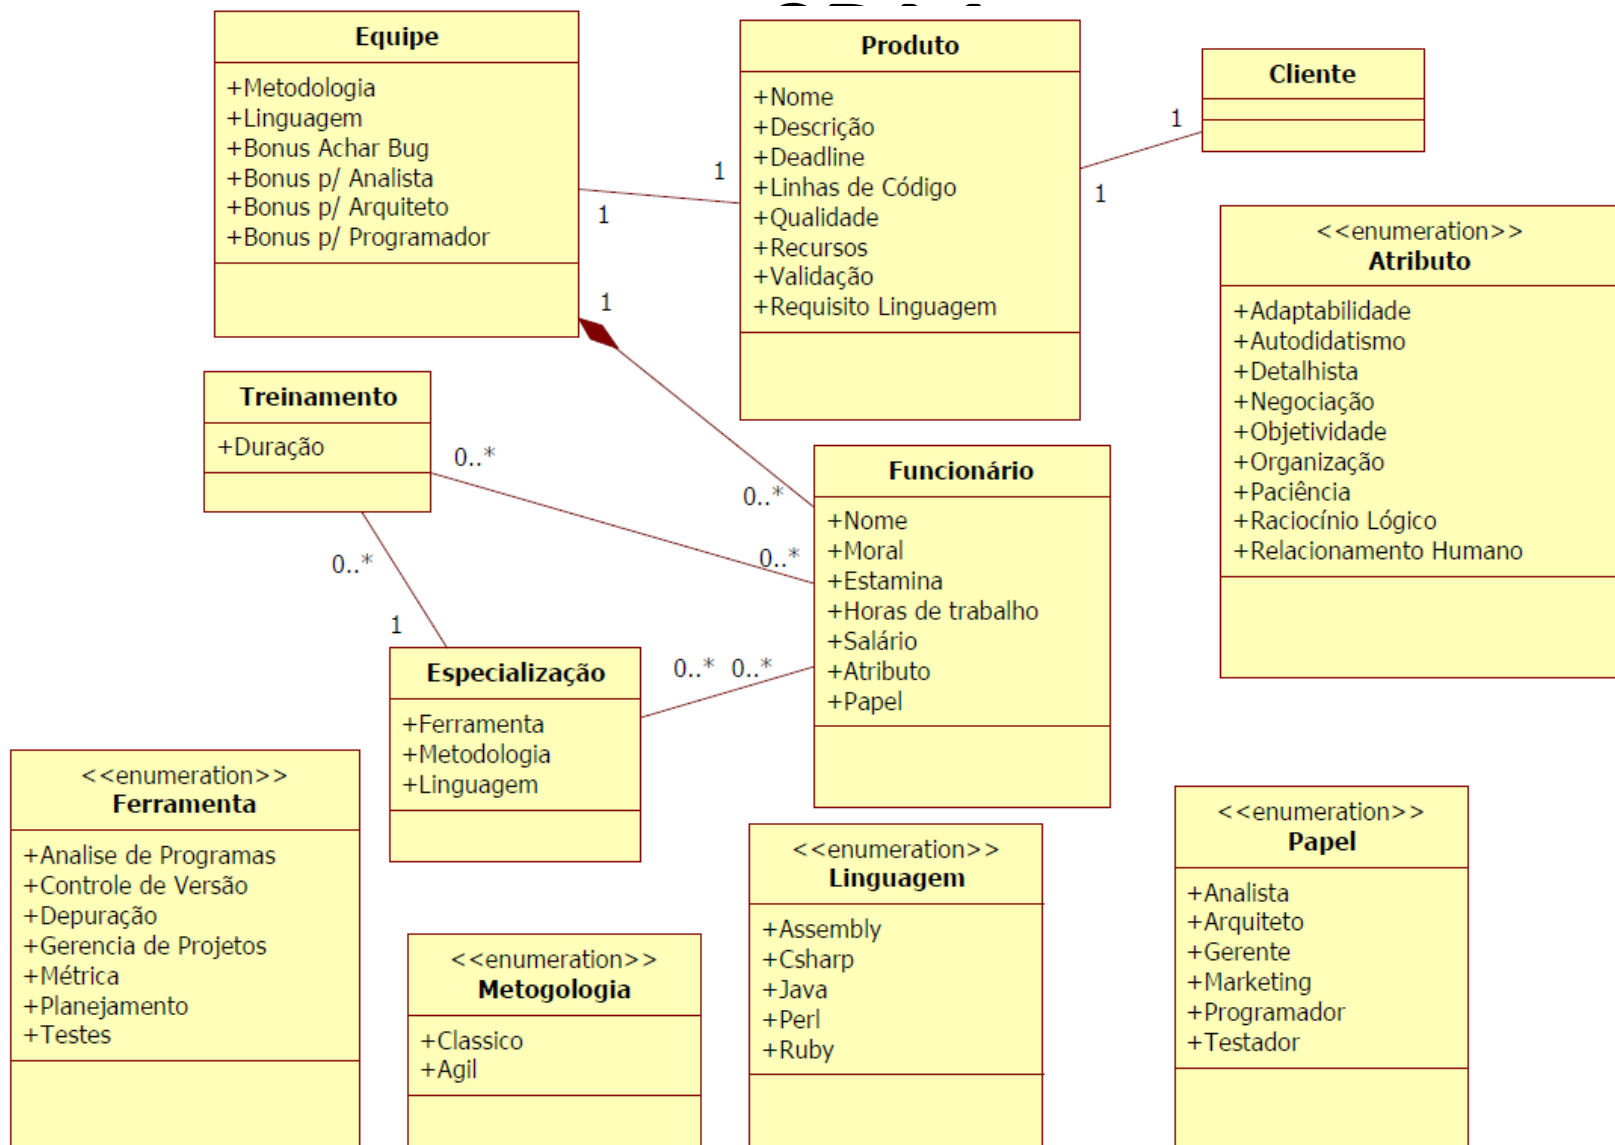 Equipe
+Metodologia
+Linguagem
+Bonus Achar Bug
+Bonus p/ Analista
+Bonus p/ Arquiteto
+Bonus p/ Programador
Produto
+Nome
+Descrição
+Deadline
+Linhas de Código
+Qualidade
+Recursos
+Validação
+Requisito Linguagem
Cliente
1
1
1
1
1
<<enumeration>>
Atributo
+Adaptabilidade
+Autodidatismo
+Detalhista
+Negociação
+Objetividade
+Organização
+Paciência
+Raciocínio Lógico
+Relacionamento Humano
Treinamento
+Duração
0..*
0..*
0..*
0..*
1
Funcionário
+Nome
+Moral
+Estamina
+Horas de trabalho
+Salário
+Atributo
+Papel
Especialização
+Ferramenta
+Metodologia
+Linguagem
0..* 0..*
<<enumeration>>
Ferramenta
+Analise de Programas
+Controle de Versão
+Depuração
+Gerencia de Projetos
+Métrica
+Planejamento
+Testes
<<enumeration>>
Metogologia
+Classico
+Agil
<<enumeration>>
Linguagem
+Assembly
+Csharp
+Java
+Perl
+Ruby
<<enumeration>>
Papel
+Analista
+Arquiteto
+Gerente
+Marketing
+Programador
+Testador